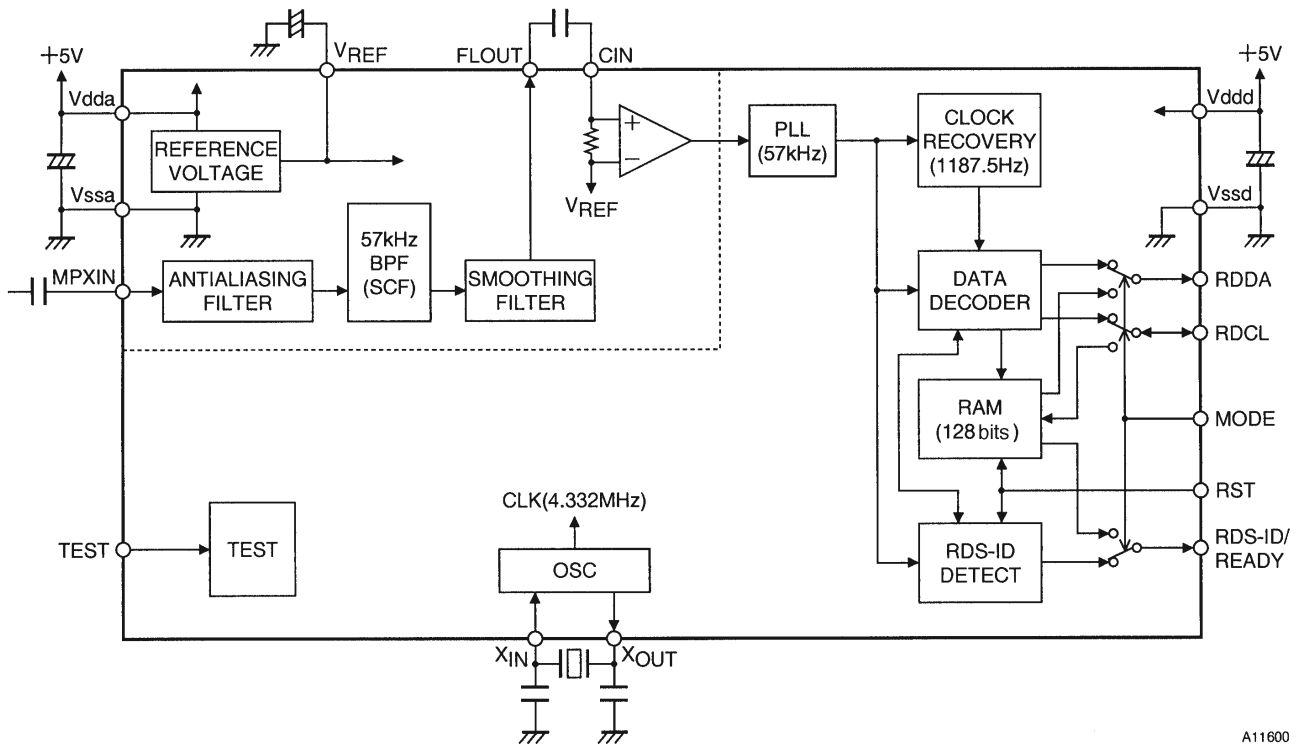 VREF
FLOUT
CIN
+5V
+5V
Vdda
REFERENCE
VOLTAGE
Vssa
+
−
VREF
PLL
(57kHz)
CLOCK
RECOVERY
(1187.5Hz)
Vddd
Vssd
MPXIN
ANTIALIASING
FILTER
57kHz
BPF
(SCF)
SMOOTHING
FILTER
DATA
DECODER
RDDA
RDCL
RAM
(128 bits)
MODE
RST
CLK(4.332MHz)
TEST
TEST
OSC
RDS-ID
DETECT
RDS-ID/
READY
XIN
XOUT
A11600